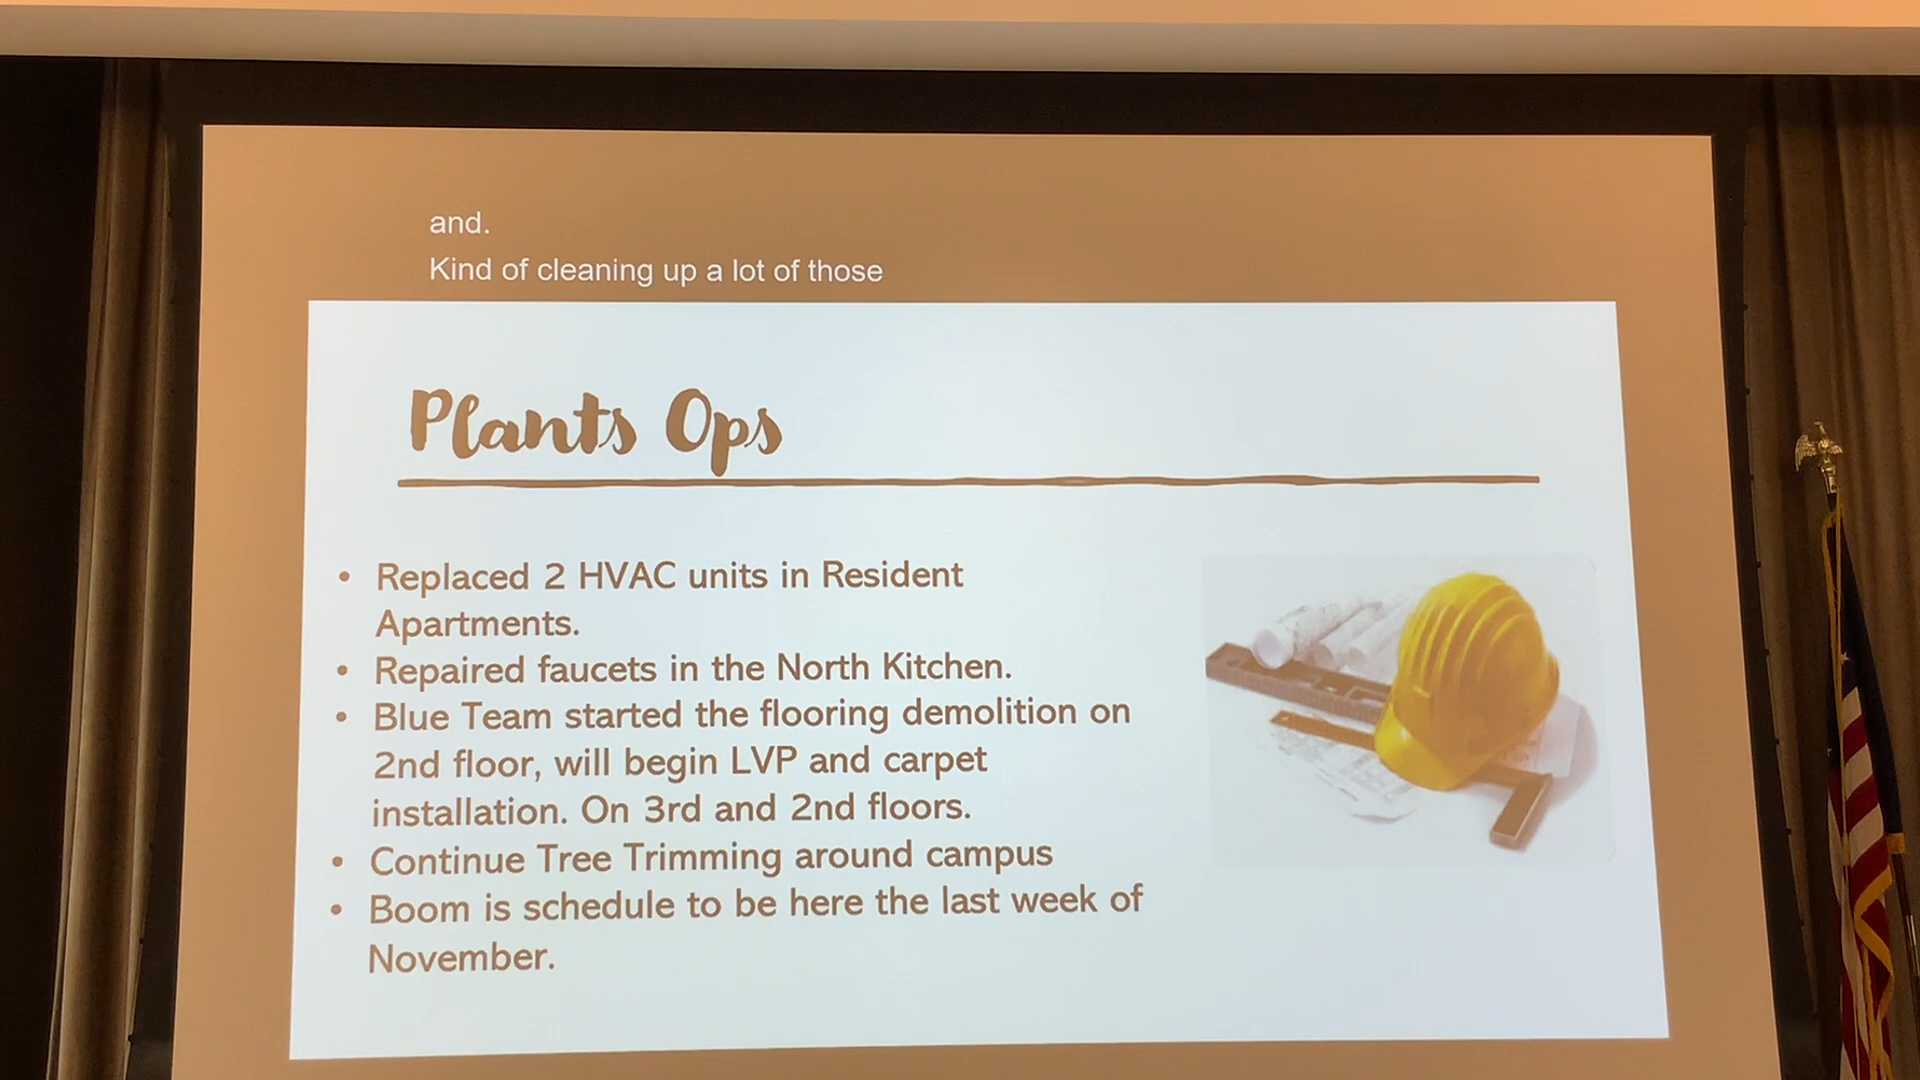 and.
Kind of cleaning up a lot of those
Plants Ops
• Replaced 2 HVAC units in Resident
Apartments.
• Repaired faucets in the North Kitchen.
• Blue Team started the flooring demolition on
2nd floor, will begin LVP and carpet
installation. On 3rd and 2nd floors.
• Continue Tree Trimming around campus
• Boom is schedule to be here the last week of
November.